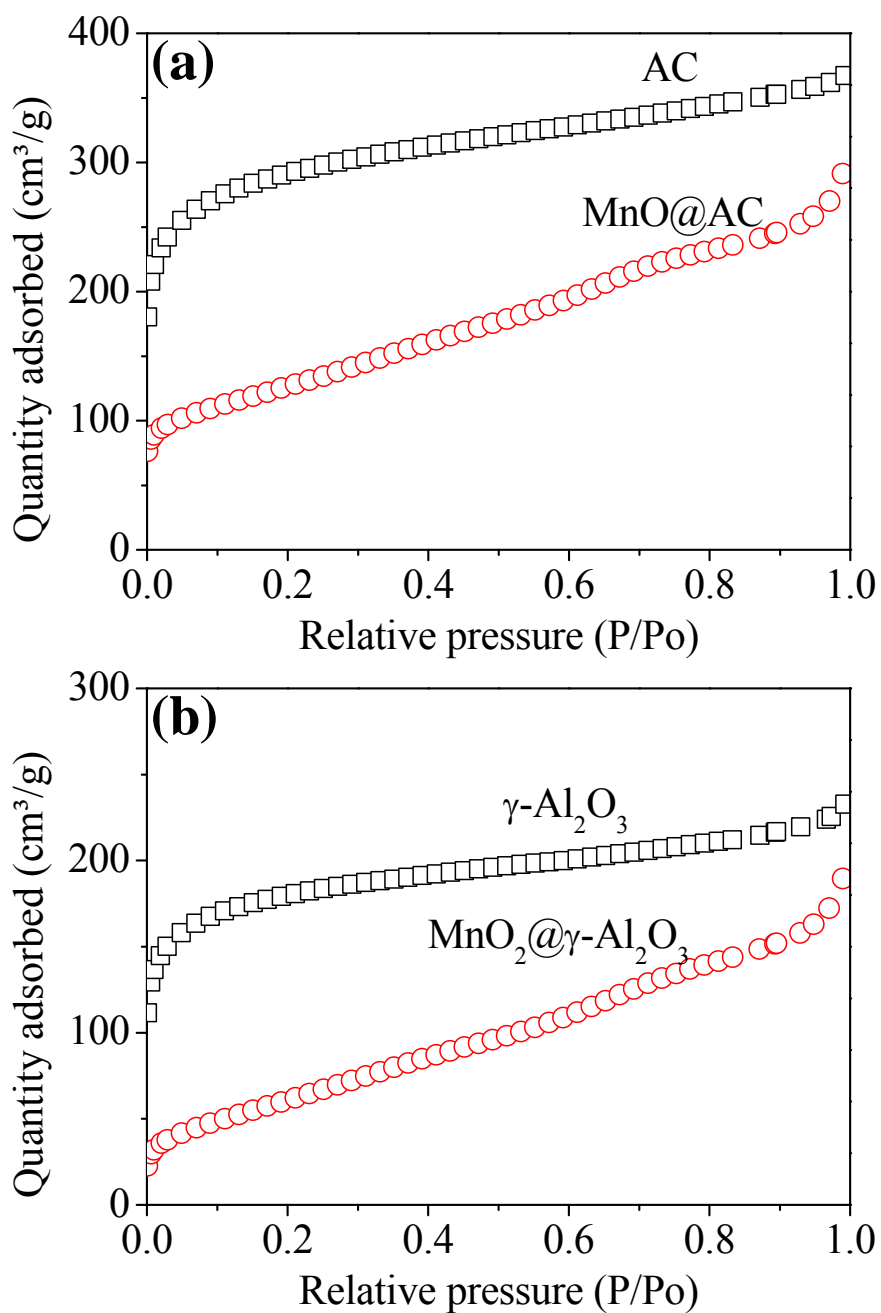 (a)
AC
MnO@AC
Quantity adsorbed (cm³/g)
400
300
200
100
0
0.0 0.2 0.4 0.6 0.8 1.0
Relative pressure (P/Po)
(b)
γ-Al₂O₃
MnO₂@γ-Al₂O₃
Quantity adsorbed (cm³/g)
300
200
100
0
0.0 0.2 0.4 0.6 0.8 1.0
Relative pressure (P/Po)